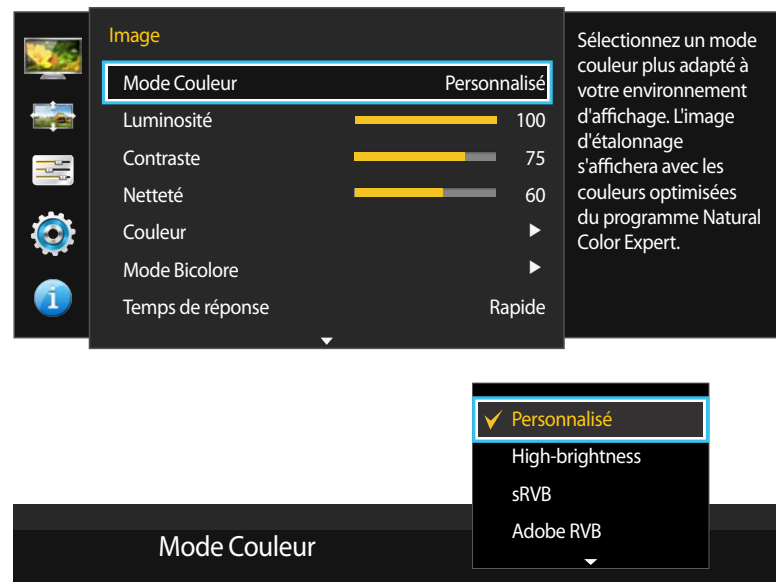 Image
Mode Couleur Personnalisé
Luminosité 100
Contraste 75
Netteté 60
Couleur
Mode Bicolore
Temps de réponse Rapide
Sélectionnez un mode
couleur plus adapté à
votre environnement
d'affichage. L'image
d'étalonnage
s'affichera avec les
couleurs optimisées
du programme Natural
Color Expert.
Personnalisé
High-brightness
sRVB
Adobe RVB
Mode Couleur